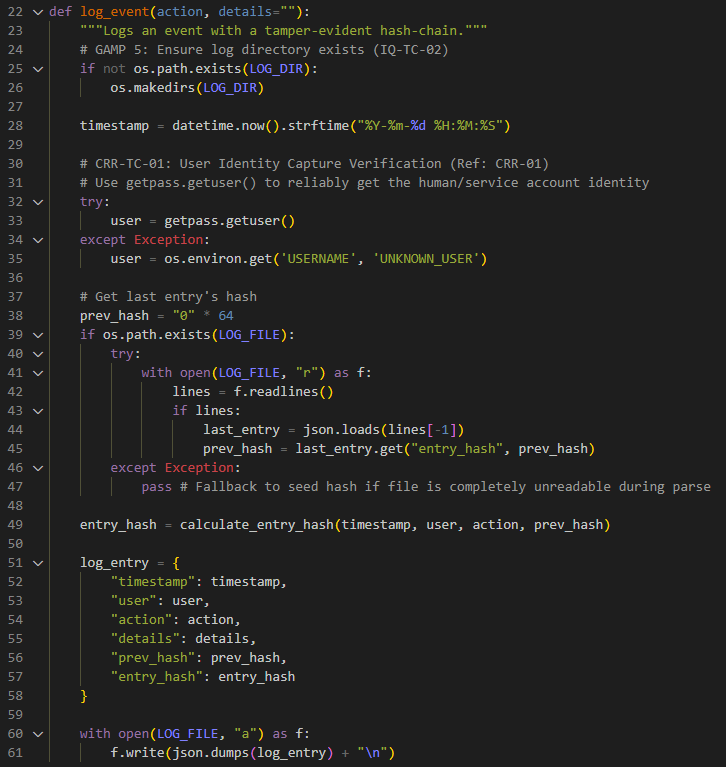 22 def log_event(action, details=""):
23     """Logs an event with a tamper-evident hash-chain."""
24     # GAMP 5: Ensure log directory exists (IQ-TC-02)
25     if not os.path.exists(LOG_DIR):
26         os.makedirs(LOG_DIR)
27
28     timestamp = datetime.now().strftime("%Y-%m-%d %H:%M:%S")
29
30     # CRR-TC-01: User Identity Capture Verification (Ref: CRR-01)
31     # Use getpass.getuser() to reliably get the human/service account identity
32     try:
33         user = getpass.getuser()
34     except Exception:
35         user = os.environ.get('USERNAME', 'UNKNOWN_USER')
36
37     # Get last entry's hash
38     prev_hash = "0" * 64
39     if os.path.exists(LOG_FILE):
40         try:
41             with open(LOG_FILE, "r") as f:
42                 lines = f.readlines()
43                 if lines:
44                     last_entry = json.loads(lines[-1])
45                     prev_hash = last_entry.get("entry_hash", prev_hash)
46         except Exception:
47             pass # Fallback to seed hash if file is completely unreadable during parse
48
49     entry_hash = calculate_entry_hash(timestamp, user, action, prev_hash)
50
51     log_entry = {
52         "timestamp": timestamp,
53         "user": user,
54         "action": action,
55         "details": details,
56         "prev_hash": prev_hash,
57         "entry_hash": entry_hash
58     }
59
60     with open(LOG_FILE, "a") as f:
61         f.write(json.dumps(log_entry) + "\n")